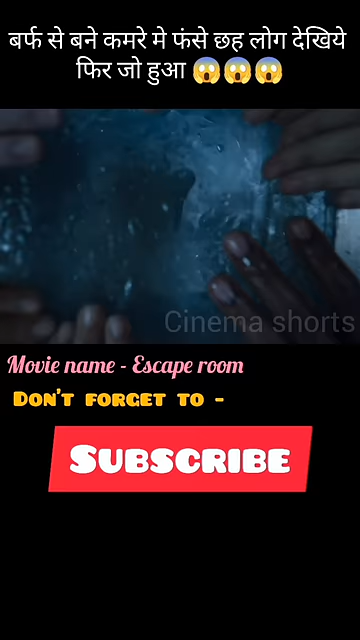 बर्फ से बने कमरे मे फंसे छह लोग देखिये
फिर जो हुआ 😱😱😱
Cinema shorts
Movie name - Escape room
Don't forget to -
Subscribe